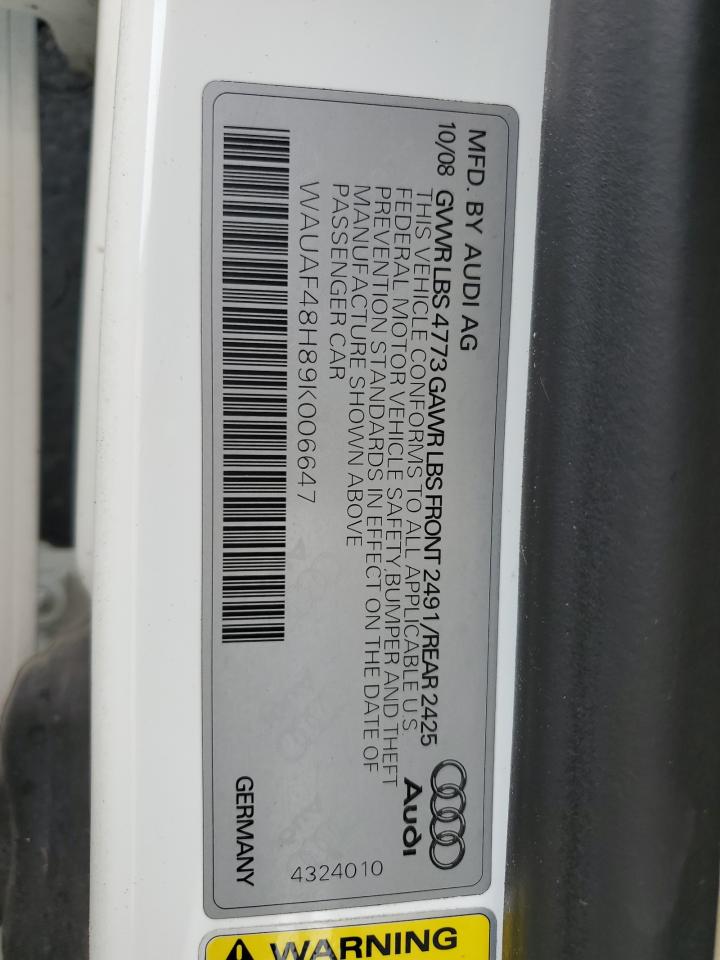 MFD. BY AUDI AG
10/08 GVWR LBS 4773 GAWR LBS FRONT 2491/REAR 2425
THIS VEHICLE CONFORMS TO ALL APPLICABLE U.S.
FEDERAL MOTOR VEHICLE SAFETY,BUMPER AND THEFT
PREVENTION STANDARDS IN EFFECT ON THE DATE OF
MANUFACTURE SHOWN ABOVE
PASSENGER CAR
WAUAF48H89K006647
Audi
4324010
GERMANY
WARNING